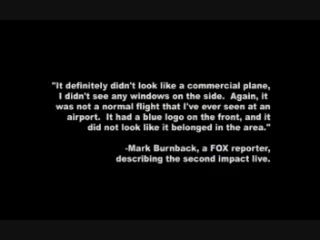 "It definitely didn't look like a commercial plane,
I didn't see any windows on the side.  Again, it
was not a normal flight that I've ever seen at an
airport.  It had a blue logo on the front, and it
did not look like it belonged in the area."
-Mark Burnback, a FOX reporter,
describing the second impact live.